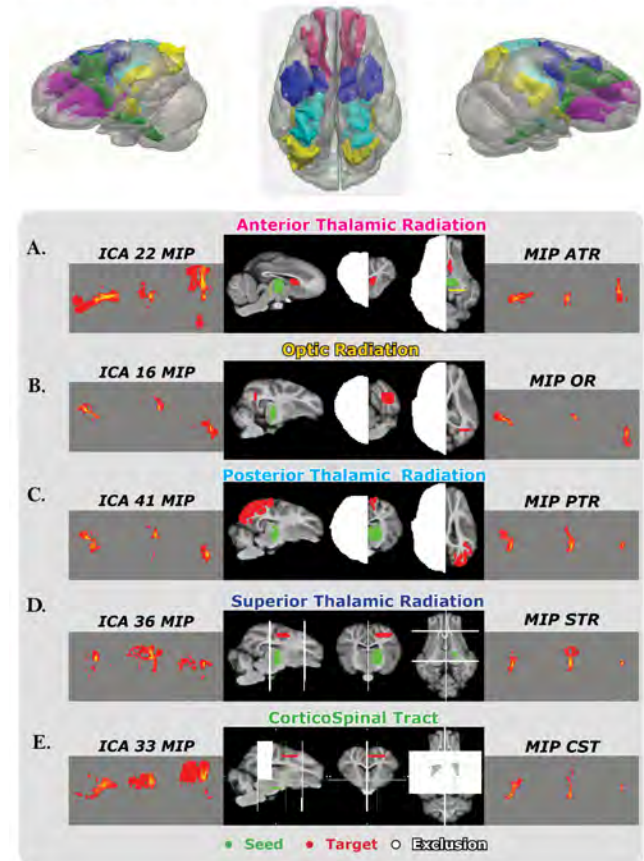 Anterior Thalamic Radiation
A.
ICA 22 MIP
MIP ATR
Optic Radiation
B.
ICA 16 MIP
MIP OR
Posterior Thalamic Radiation
C.
ICA 41 MIP
MIP PTR
Superior Thalamic Radiation
D.
ICA 36 MIP
MIP STR
CorticoSpinal Tract
E.
ICA 33 MIP
MIP CST
Seed Target Exclusion